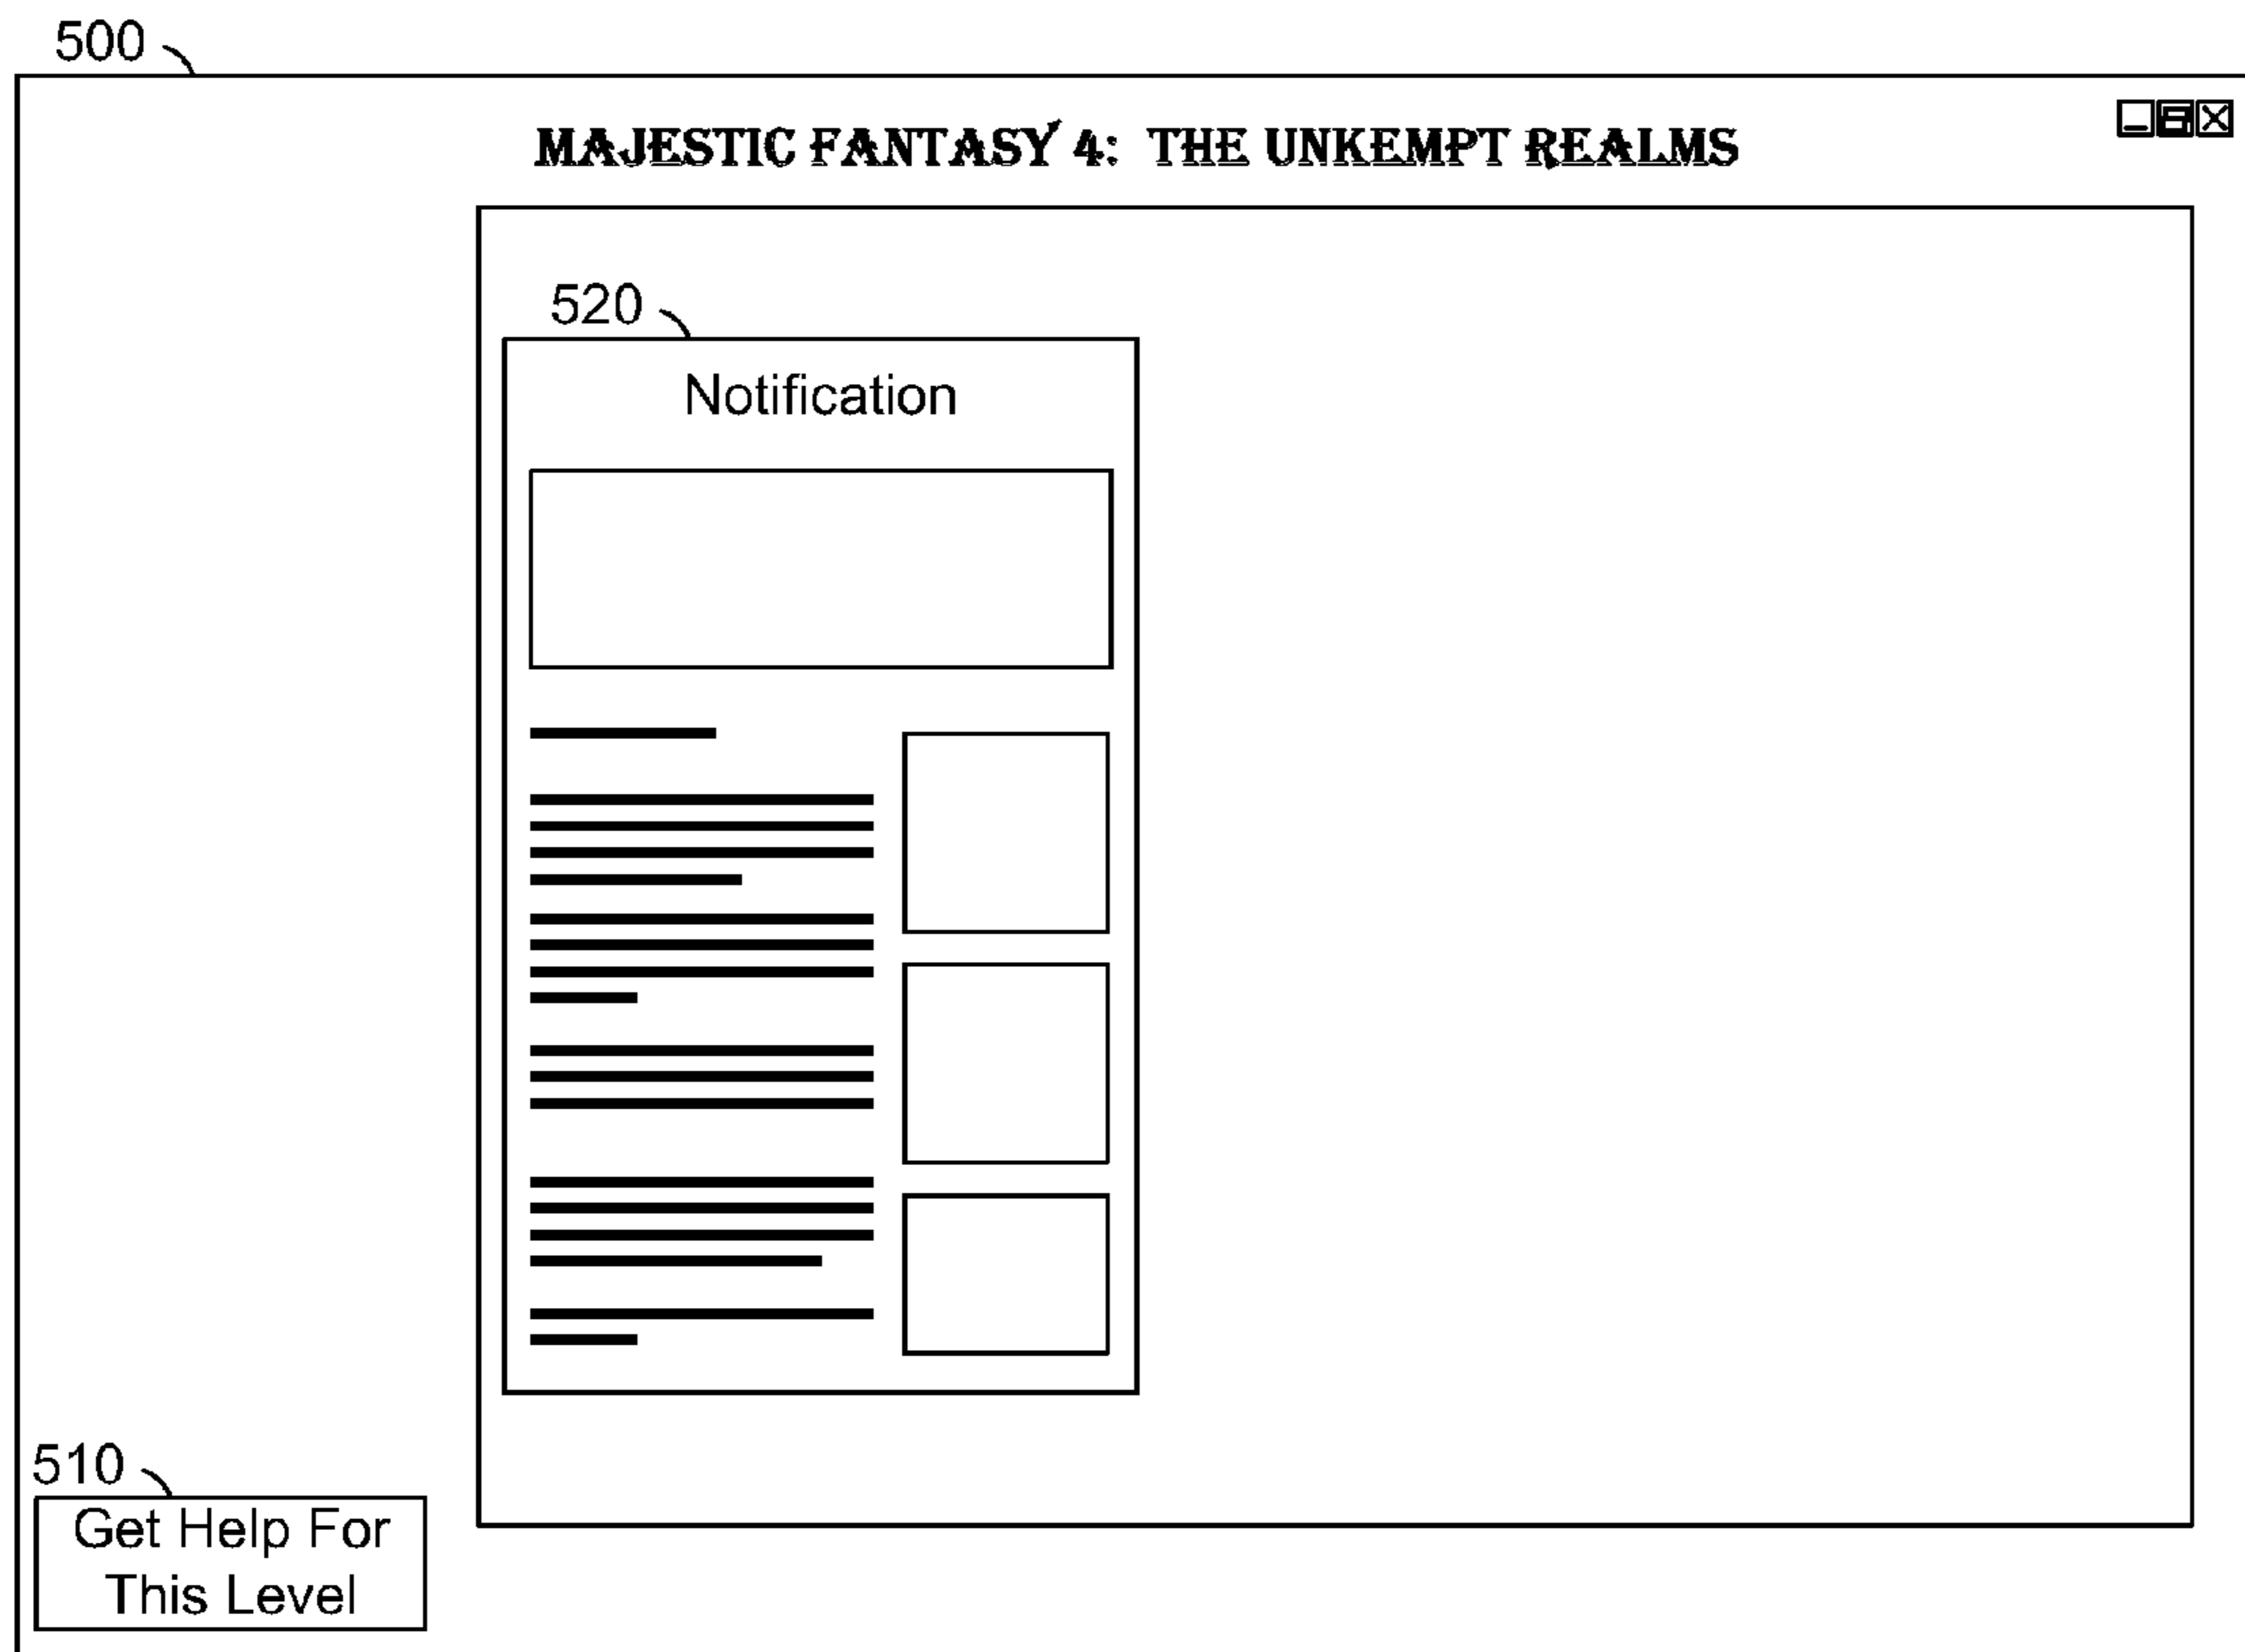 500
MAJESTIC FANTASY 4: THE UNKEMPT REALMS
520
Notification
510
Get Help For
This Level